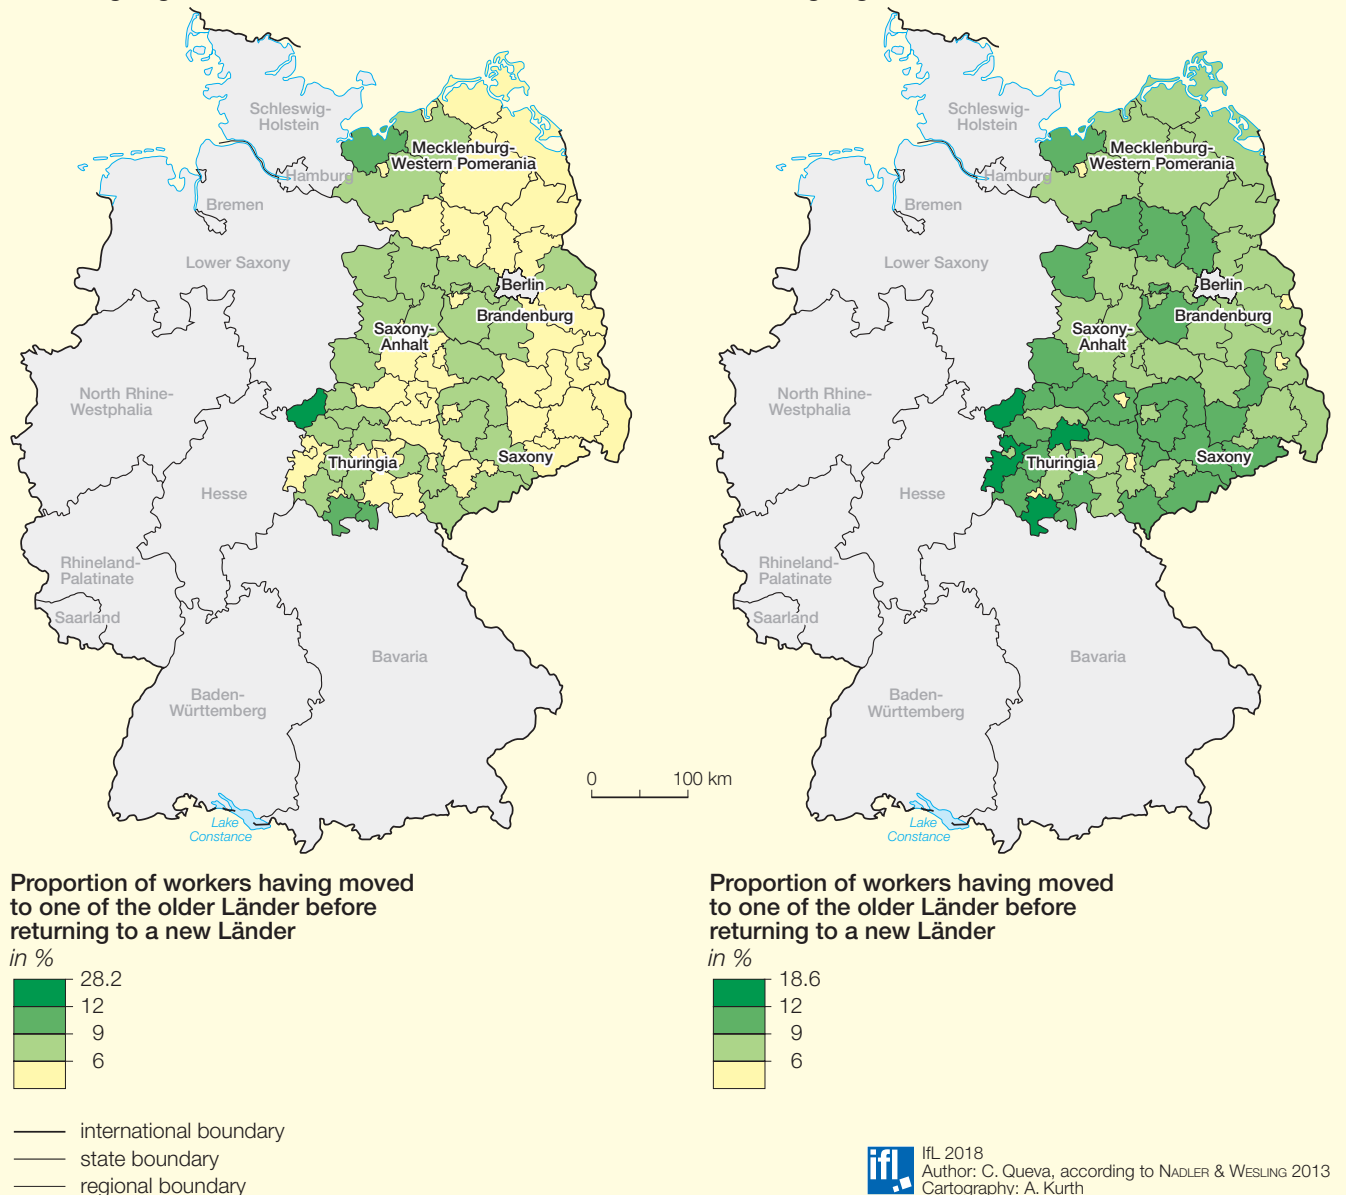 Schleswig-
Holstein
Mecklenburg-
Western Pomerania
Hamburg
Bremen
Lower Saxony
Berlin
Brandenburg
Saxony-
Anhalt
North Rhine-
Westphalia
Thuringia
Saxony
Hesse
Rhineland-
Palatinate
Saarland
Bavaria
Baden-
Württemberg
Lake
Constance
0 100 km
Schleswig-
Holstein
Mecklenburg-
Western Pomerania
Hamburg
Bremen
Lower Saxony
Berlin
Brandenburg
Saxony-
Anhalt
North Rhine-
Westphalia
Thuringia
Saxony
Hesse
Rhineland-
Palatinate
Saarland
Bavaria
Baden-
Württemberg
Lake
Constance
Proportion of workers having moved
to one of the older Länder before
returning to a new Länder
in %
28.2
12
9
6
international boundary
state boundary
regional boundary
Proportion of workers having moved
to one of the older Länder before
returning to a new Länder
in %
18.6
12
9
6
ifl
IfL 2018
Author: C. Queva, according to NADLER & WESLING 2013
Cartography: A. Kurth